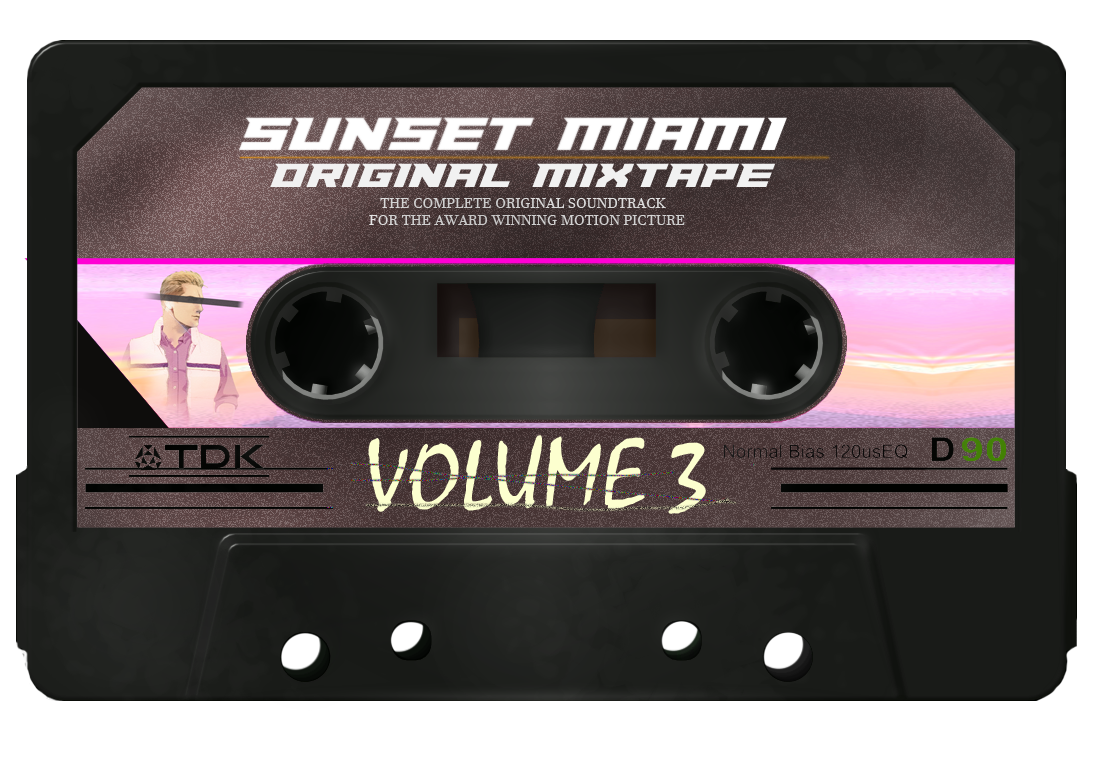 SUNSET MIAMI
ORIGINAL MIXTAPE
THE COMPLETE ORIGINAL SOUNDTRACK
FOR THE AWARD WINNING MOTION PICTURE
TDK
VOLUME 3
Normal Bias 120usEQ D 90